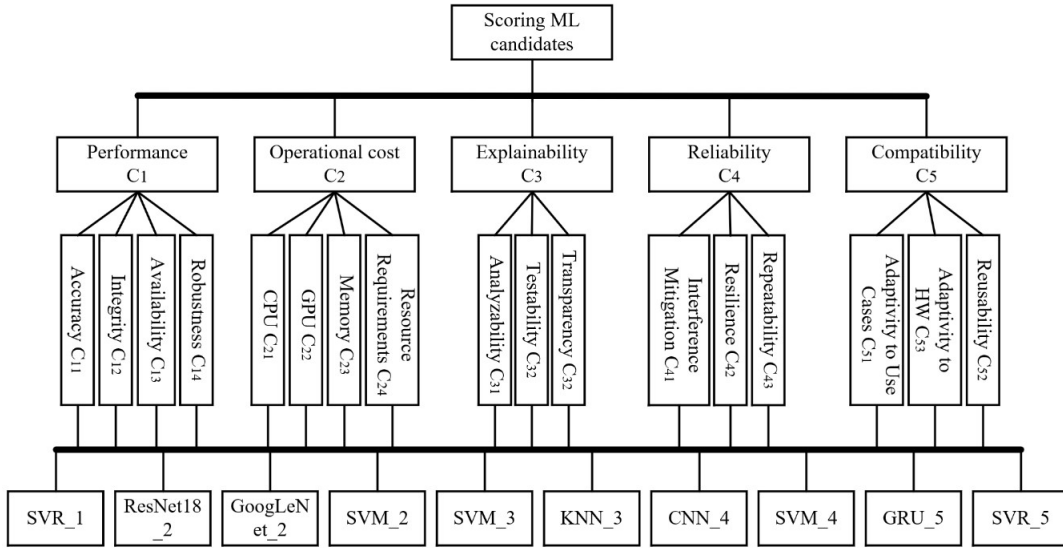 Scoring ML
candidates
Performance
C1
Operational cost
C2
Explainability
C3
Reliability
C4
Compatibility
C5
Accuracy C11
Integrity C12
Availability C13
Robustness C14
CPU C21
GPU C22
Memory C23
Resource
Requirements C24
Analyzability C31
Testability C32
Transparency C32
Interference
Mitigation C41
Resilience C42
Repeatability C43
Adaptivity to Use
Cases C51
Adaptivity to
HW C53
Reusability C52
SVR_1
ResNet18
_2
GoogLeN
et_2
SVM_2
SVM_3
KNN_3
CNN_4
SVM_4
GRU_5
SVR_5